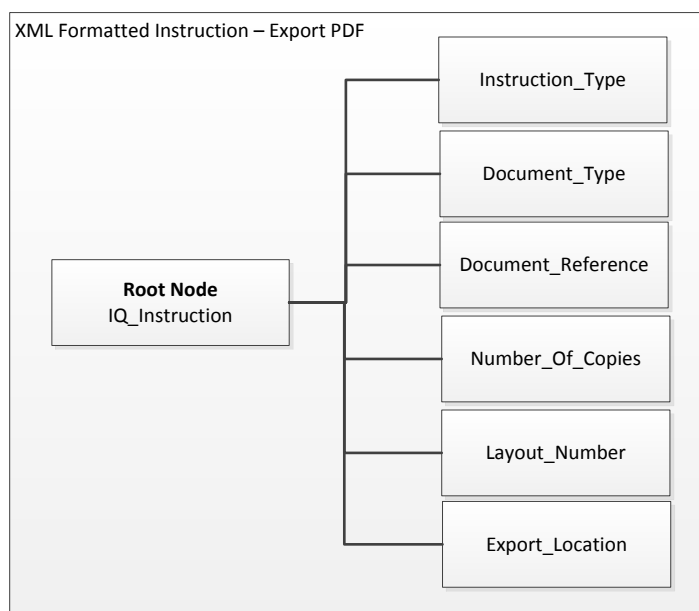 XML Formatted Instruction – Export PDF
Instruction_Type
Document_Type
Document_Reference
Root Node
IQ_Instruction
Number_Of_Copies
Layout_Number
Export_Location